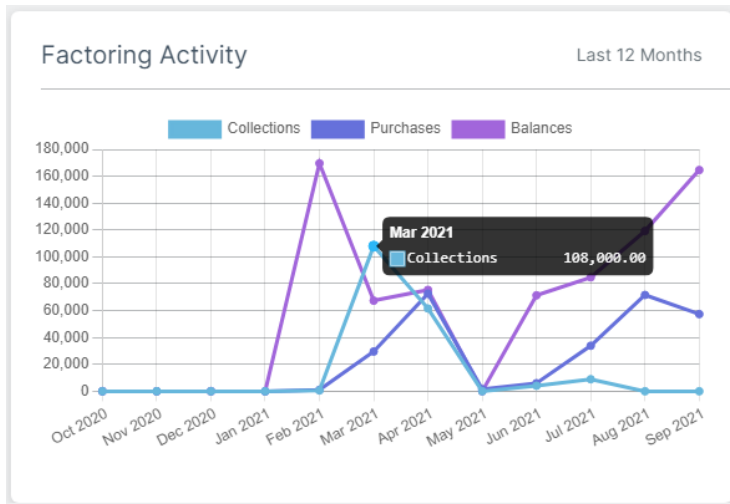 Factoring Activity
Last 12 Months
Collections Purchases Balances
180,000
160,000
140,000
120,000
100,000
80,000
60,000
40,000
20,000
0
Mar 2021
Collections 108,000.00
Oct 2020
Nov 2020
Dec 2020
Jan 2021
Feb 2021
Mar 2021
Apr 2021
May 2021
Jun 2021
Jul 2021
Aug 2021
Sep 2021